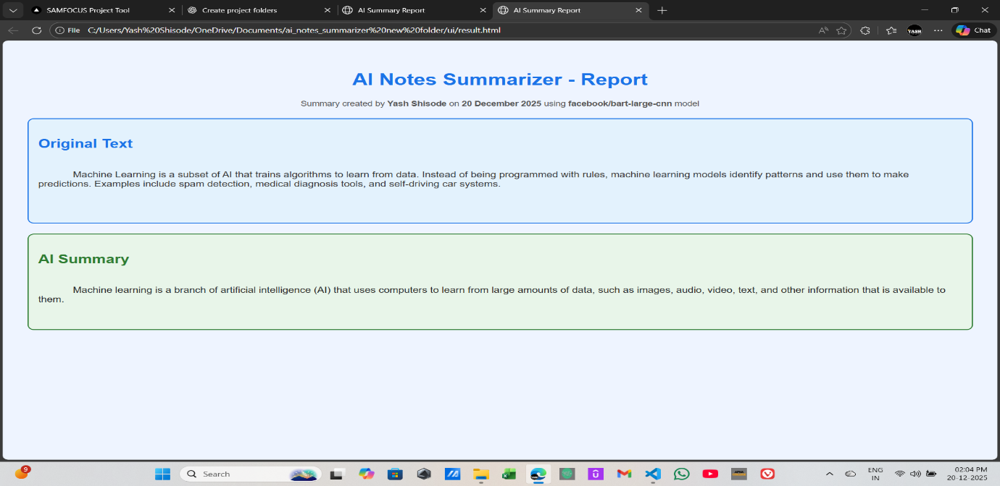 SAMFOCUS Project Tool
Create project folders
AI Summary Report
AI Summary Report
File C:/Users/Yash%20Shisode/OneDrive/Documents/ai_notes_summarizer%20new%20folder/ui/result.html
YASH
Chat
AI Notes Summarizer - Report
Summary created by Yash Shisode on 20 December 2025 using facebook/bart-large-cnn model
Original Text
Machine Learning is a subset of AI that trains algorithms to learn from data. Instead of being programmed with rules, machine learning models identify patterns and use them to make
predictions. Examples include spam detection, medical diagnosis tools, and self-driving car systems.
AI Summary
Machine learning is a branch of artificial intelligence (AI) that uses computers to learn from large amounts of data, such as images, audio, video, text, and other information that is available to
them.
9
Search
ENG
IN
02:04 PM
20-12-2025